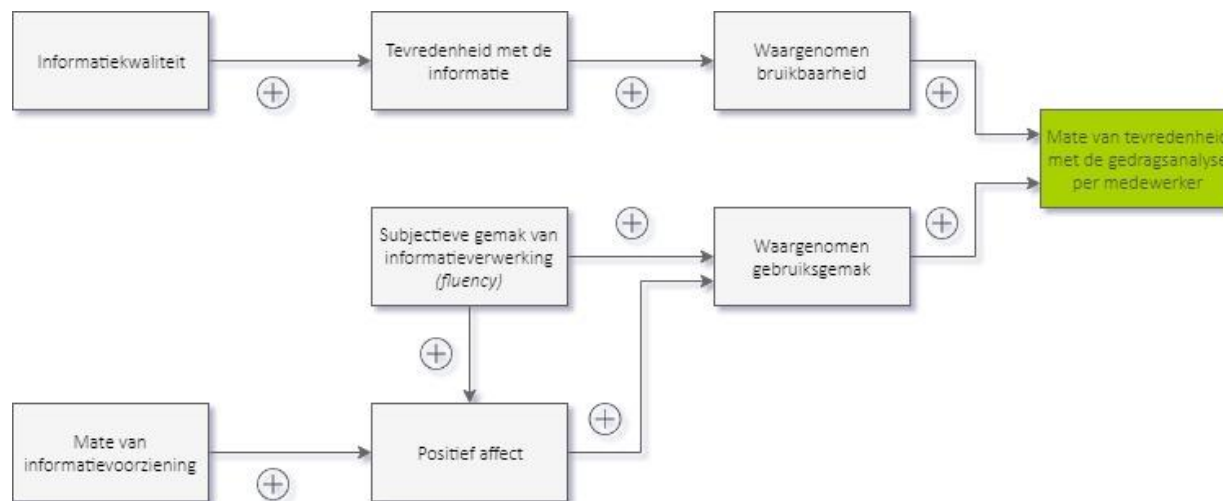 Informatiekwaliteit
Tevredenheid met de
informatie
Waargenomen
bruikbaarheid
Mate van tevredenheid
met de gedragsanalyse
per medewerker
Subjectieve gemak van
informatieverwerking
(fluency)
Waargenomen
gebruiksgemak
Mate van
informatievoorziening
Positief affect